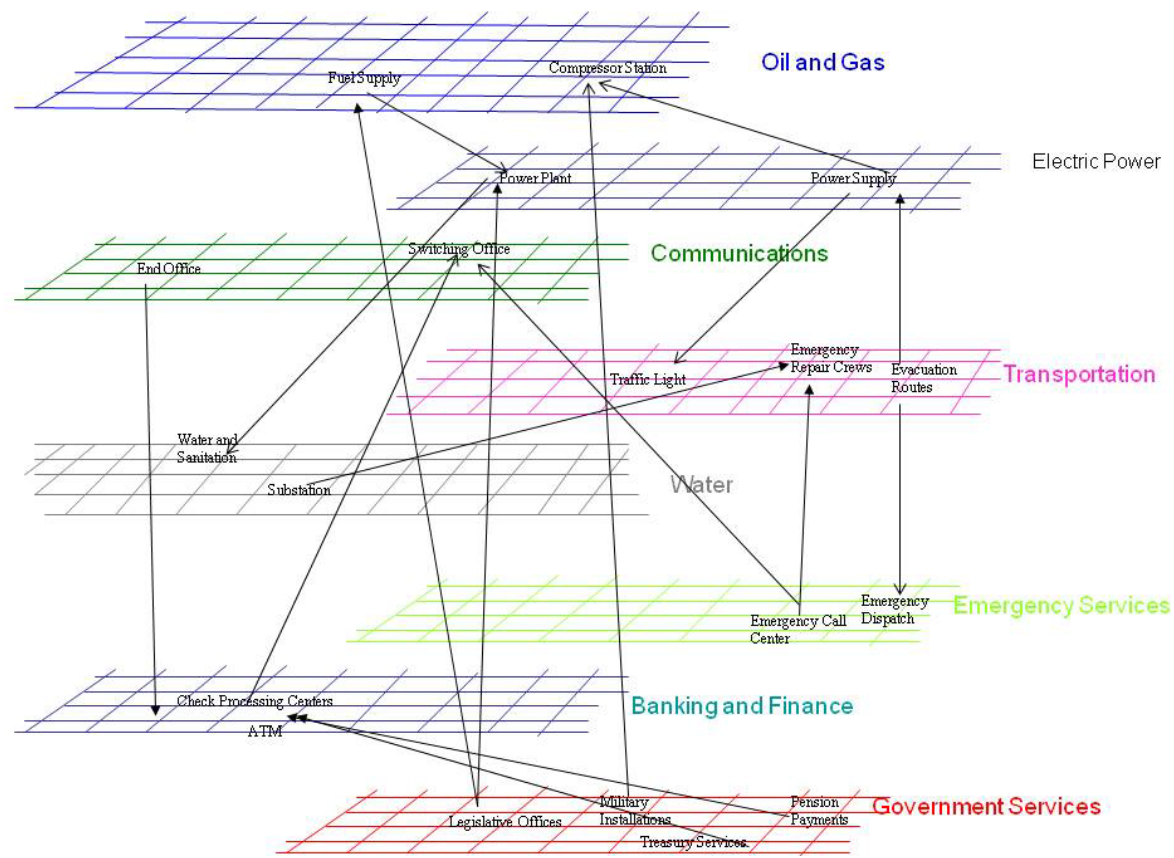 Oil and Gas
Compressor Station
Fuel Supply
Electric Power
Power Plant
Power Supply
Switching Office
Communications
End Office
Emergency
Repair Crews
Traffic Light
Evacuation
Routes
Transportation
Water and
Sanitation
Substation
Water
Emergency
Dispatch
Emergency Services
Emergency Call
Center
Check Processing Centers
Banking and Finance
ATM
Military
Installations
Pension
Payments
Government Services
Legislative Offices
Treasury Services